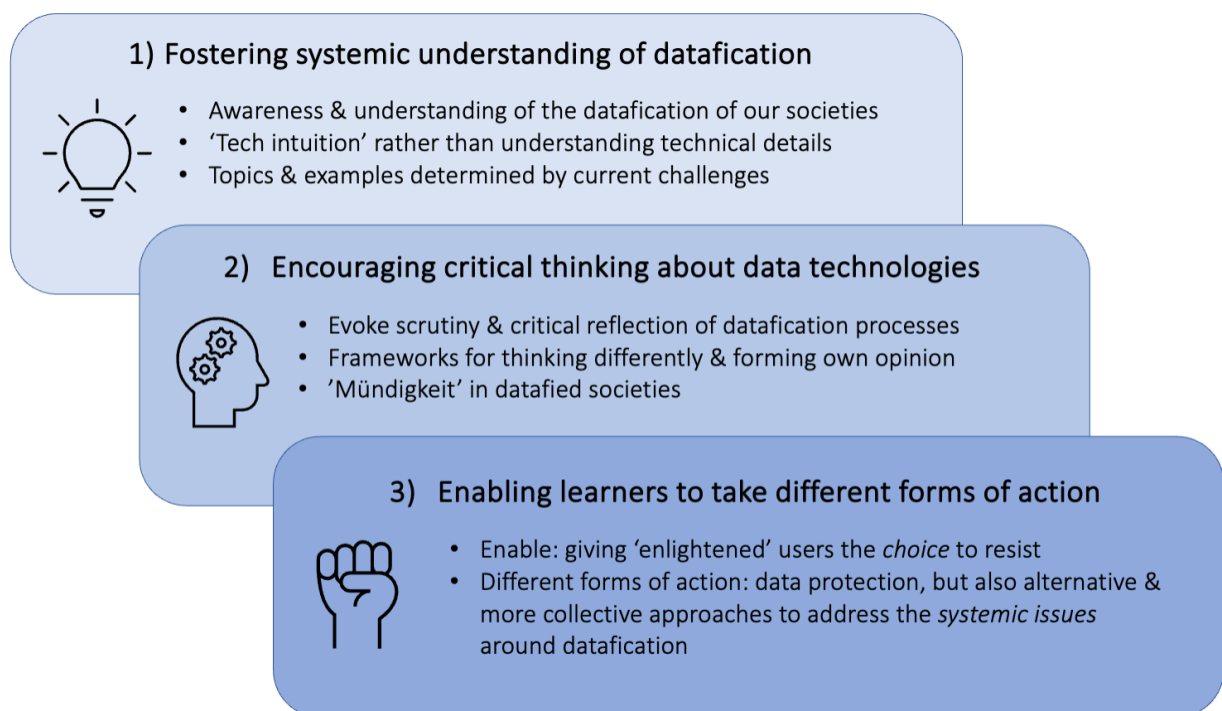 1) Fostering systemic understanding of datafication
• Awareness & understanding of the datafication of our societies
• ‘Tech intuition’ rather than understanding technical details
• Topics & examples determined by current challenges
2) Encouraging critical thinking about data technologies
• Evoke scrutiny & critical reflection of datafication processes
• Frameworks for thinking differently & forming own opinion
• ’Mündigkeit’ in datafied societies
3) Enabling learners to take different forms of action
• Enable: giving ‘enlightened’ users the choice to resist
• Different forms of action: data protection, but also alternative &
more collective approaches to address the systemic issues
around datafication